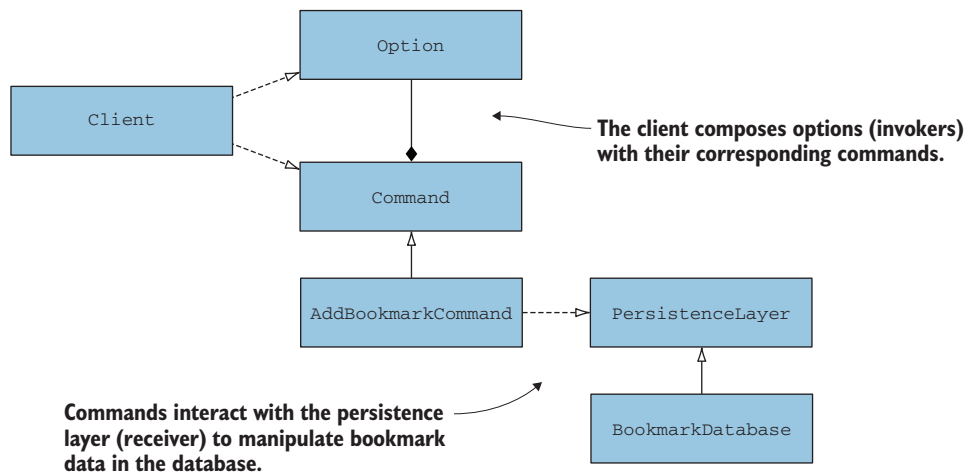 Option
Client
The client composes options (invokers)
with their corresponding commands.
Command
AddBookmarkCommand
PersistenceLayer
Commands interact with the persistence
layer (receiver) to manipulate bookmark
data in the database.
BookmarkDatabase